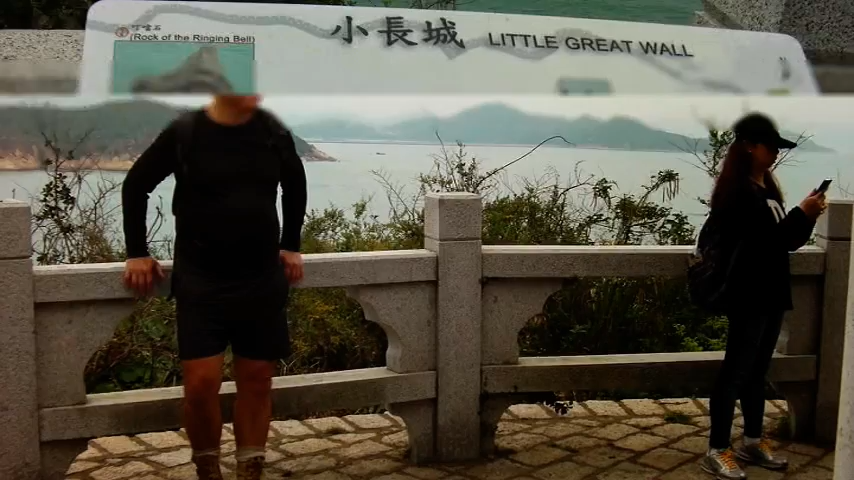 小長城 LITTLE GREAT WALL
(Rock of the Ringing Bell)